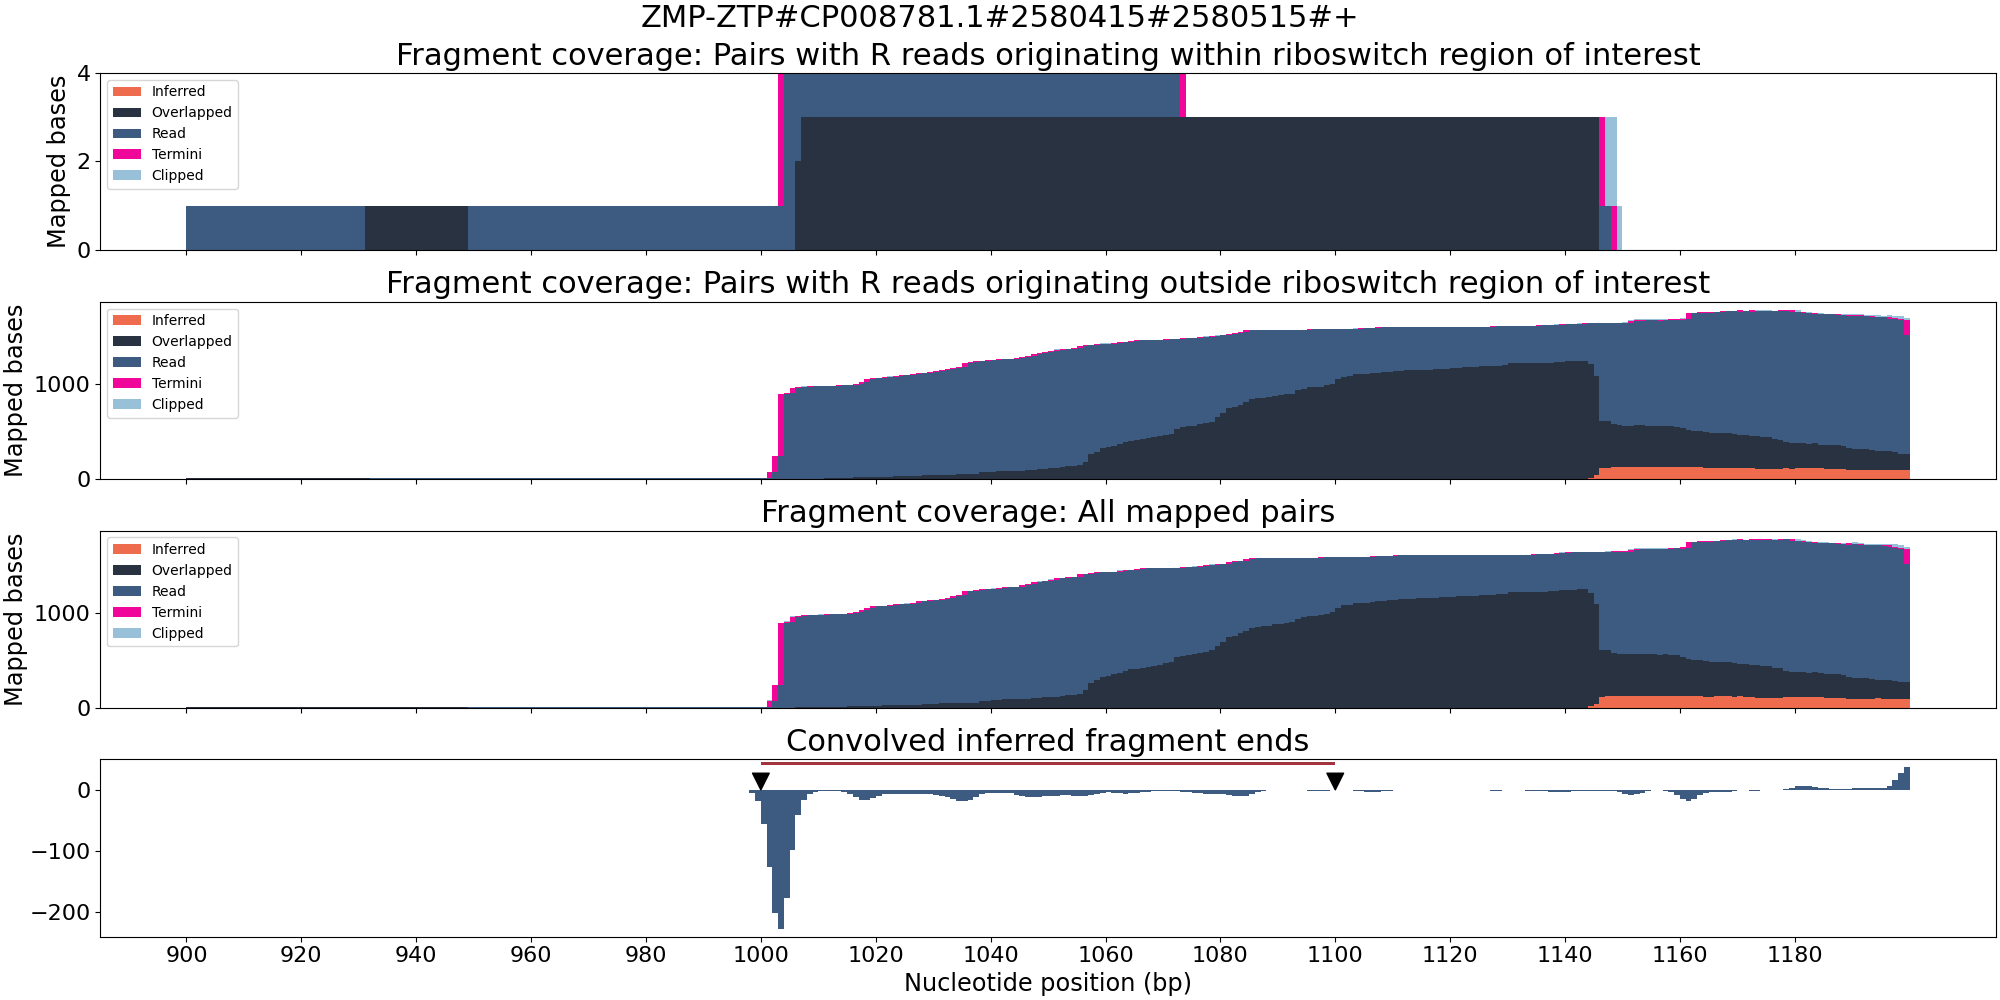 ZMP-ZTP#CP008781.1#2580415#2580515#+
Fragment coverage: Pairs with R reads originating within riboswitch region of interest
Mapped bases
4
2
0
Inferred
Overlapped
Read
Termini
Clipped
Fragment coverage: Pairs with R reads originating outside riboswitch region of interest
Mapped bases
1000
0
Inferred
Overlapped
Read
Termini
Clipped
Fragment coverage: All mapped pairs
Mapped bases
1000
0
Inferred
Overlapped
Read
Termini
Clipped
Convolved inferred fragment ends
0
−100
−200
900 920 940 960 980 1000 1020 1040 1060 1080 1100 1120 1140 1160 1180
Nucleotide position (bp)